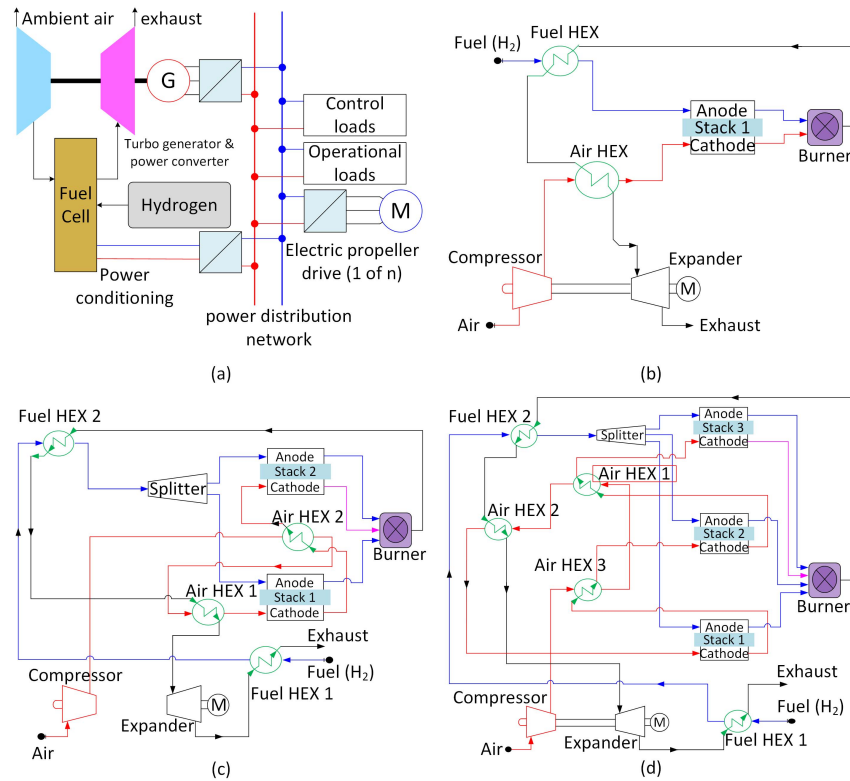 Ambient air
exhaust
G
Turbo generator &
power converter
Fuel
Cell
Hydrogen
Power
conditioning
Control
loads
Operational
loads
M
Electric propeller
drive (1 of n)
power distribution
network
(a)
Fuel HEX
Fuel (H₂)
Anode
Stack 1
Cathode
Burner
Air HEX
Compressor
Expander
M
Air
Exhaust
(b)
Fuel HEX 2
Splitter
Anode
Stack 2
Cathode
Air HEX 2
Burner
Air HEX 1
Anode
Stack 1
Cathode
Exhaust
Fuel (H₂)
Fuel HEX 1
Compressor
M
Expander
Air
(c)
Fuel HEX 2
Splitter
Anode
Stack 3
Cathode
Air HEX 1
Air HEX 2
Anode
Stack 2
Cathode
Air HEX 3
Burner
Anode
Stack 1
Cathode
Exhaust
Fuel (H₂)
Fuel HEX 1
Compressor
M
Expander
Air
(d)